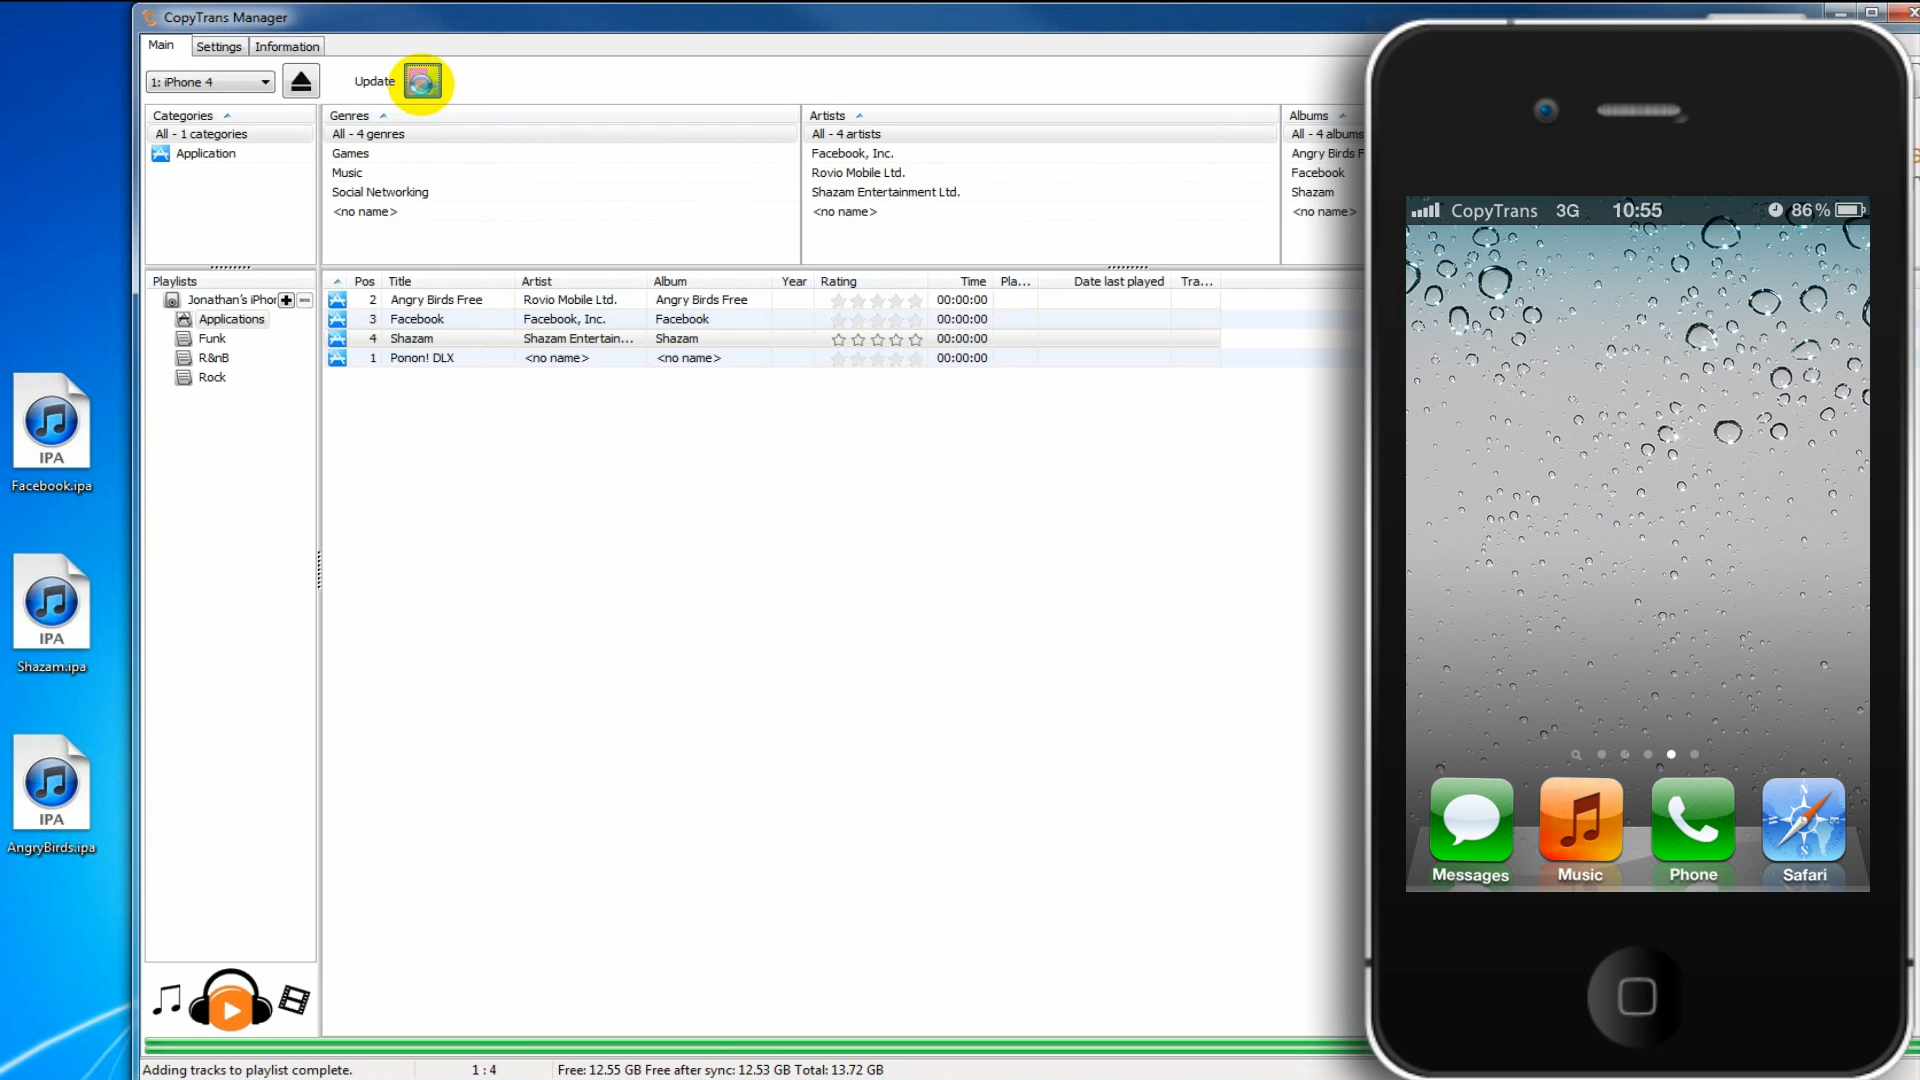 CopyTrans Manager
Main
Settings
Information
1: iPhone 4
Update
Categories
All - 1 categories
Application
Genres
All - 4 genres
Games
Music
Social Networking
<no name>
Artists
All - 4 artists
Facebook, Inc.
Rovio Mobile Ltd.
Shazam Entertainment Ltd.
<no name>
Albums
All - 4 albums
Angry Birds F
Facebook
Shazam
<no name>
Playlists
Jonathan's iPhor
Applications
Funk
R&nB
Rock
Pos Title Artist Album Year Rating Time Pla... Date last played Tra...
2 Angry Birds Free Rovio Mobile Ltd. Angry Birds Free 00:00:00
3 Facebook Facebook, Inc. Facebook 00:00:00
4 Shazam Shazam Entertain... Shazam 00:00:00
1 Ponon! DLX <no name> <no name> 00:00:00
IPA
Facebook.ipa
IPA
Shazam.ipa
IPA
AngryBirds.ipa
CopyTrans 3G 10:55 86%
N
S
Messages Music Phone Safari
Adding tracks to playlist complete.
1 : 4
Free: 12.55 GB Free after sync: 12.53 GB Total: 13.72 GB